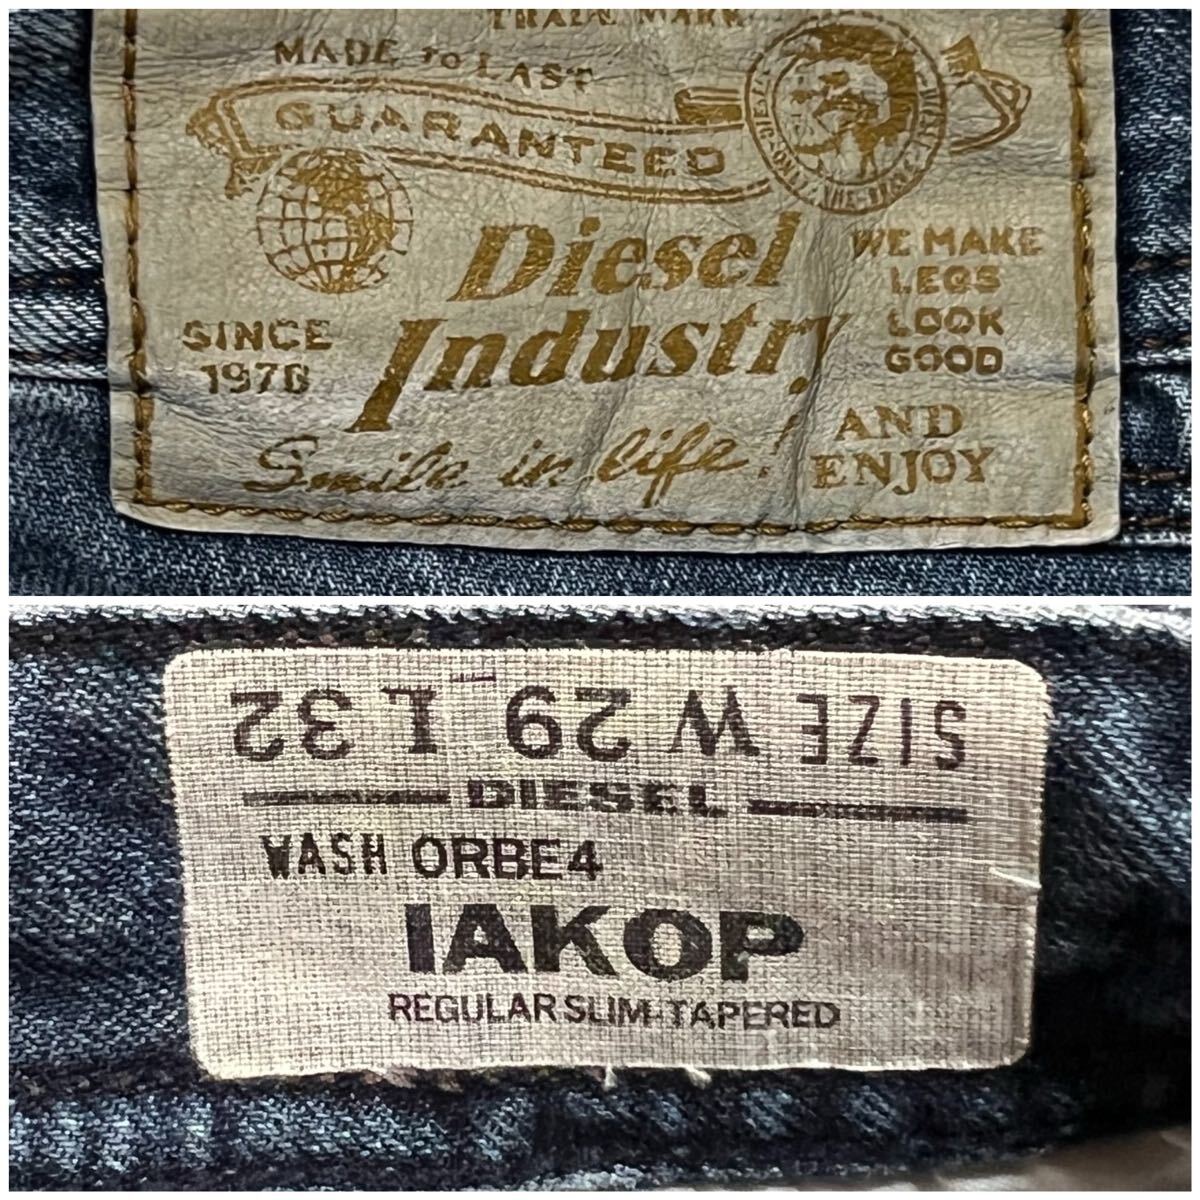 TRADE MARK
MADE TO LAST
GUARANTEED
Diesel
Industry
SINCE
1978
WE MAKE
LEGS
LOOK
GOOD
AND
ENJOY
Smile in life!
SIZE W 29 L 32
DIESEL
WASH ORBE4
IAKOP
REGULAR SLIM-TAPERED